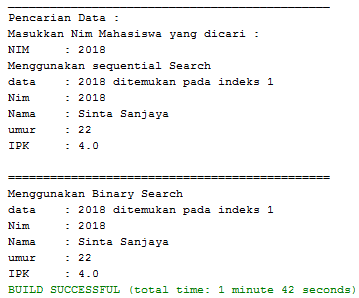 ______________________________________________
Pencarian Data :
Masukkan Nim Mahasiswa yang dicari :
NIM     : 2018
Menggunakan sequential Search
data    : 2018 ditemukan pada indeks 1
Nim     : 2018
Nama    : Sinta Sanjaya
umur    : 22
IPK     : 4.0
==============================================
Menggunakan Binary Search
data    : 2018 ditemukan pada indeks 1
Nim     : 2018
Nama    : Sinta Sanjaya
umur    : 22
IPK     : 4.0
BUILD SUCCESSFUL (total time: 1 minute 42 seconds)